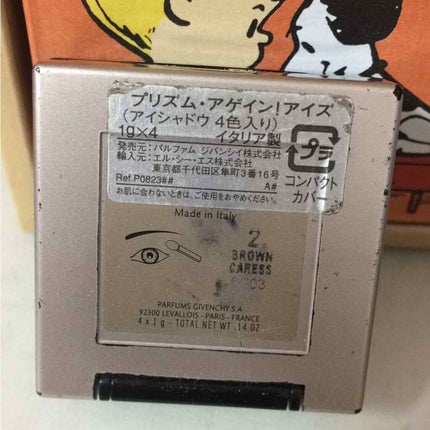 プリズム・アゲイン!アイズ
(アイシャドウ 4色入り)
1g×4 イタリア製
発売元:パルファム ジバンシイ株式会社
輸入元:エル・シー・エス株式会社
東京都千代田区隼町3番16号
Ref.P0823## A#
お肌に合わないときは、ご使用をおやめください。
プラ
コンパクト
カバー
Made in Italy
2
BROWN
CARESS
PARFUMS GIVENCHY S.A
92300 LEVALLOIS - PARIS - FRANCE
4 x 1g - TOTAL NET WT .14 OZ